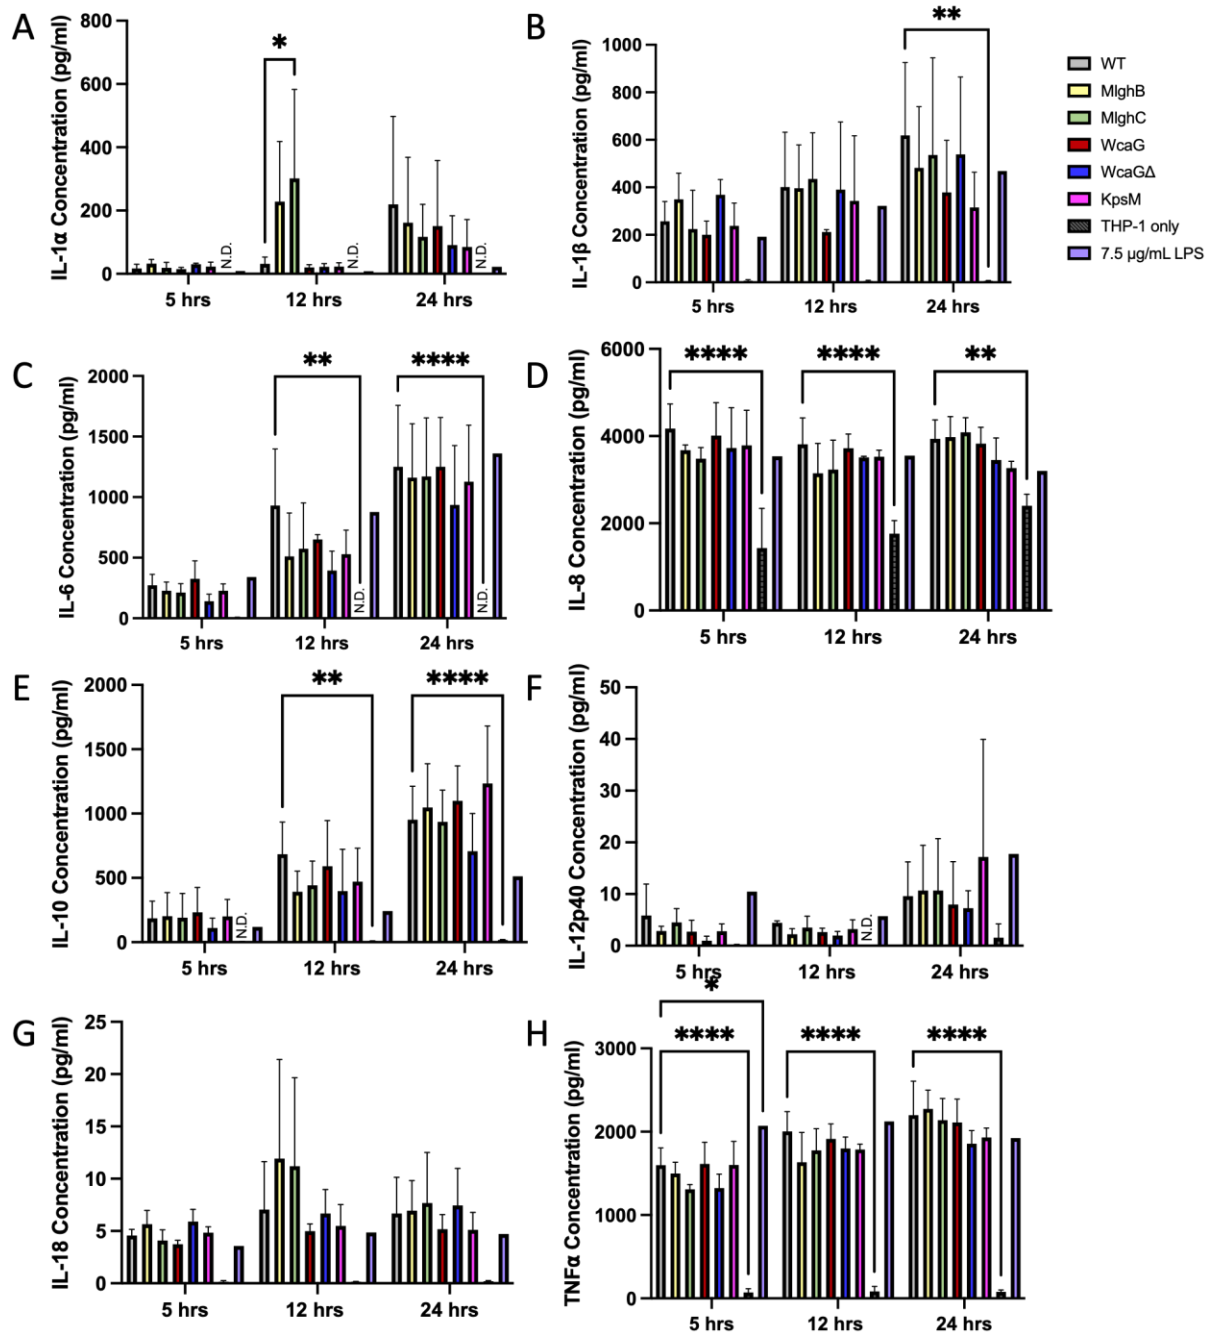 A
IL-1α Concentration (pg/ml)
800
600
400
200
0
*
N.D.
N.D.
N.D.
5 hrs
12 hrs
24 hrs
B
IL-1β Concentration (pg/ml)
1000
800
600
400
200
0
**
5 hrs
12 hrs
24 hrs
WT
MlghB
MlghC
WcaG
WcaGΔ
KpsM
THP-1 only
7.5 µg/mL LPS
C
IL-6 Concentration (pg/ml)
2000
1500
1000
500
0
**
****
N.D.
N.D.
5 hrs
12 hrs
24 hrs
D
IL-8 Concentration (pg/ml)
6000
4000
2000
0
****
****
**
5 hrs
12 hrs
24 hrs
E
IL-10 Concentration (pg/ml)
2000
1500
1000
500
0
**
****
N.D.
5 hrs
12 hrs
24 hrs
F
IL-12p40 Concentration (pg/ml)
50
40
30
20
10
0
N.D.
5 hrs
12 hrs
24 hrs
G
IL-18 Concentration (pg/ml)
25
20
15
10
5
0
5 hrs
12 hrs
24 hrs
H
TNFα Concentration (pg/ml)
3000
2000
1000
0
*
****
****
****
5 hrs
12 hrs
24 hrs